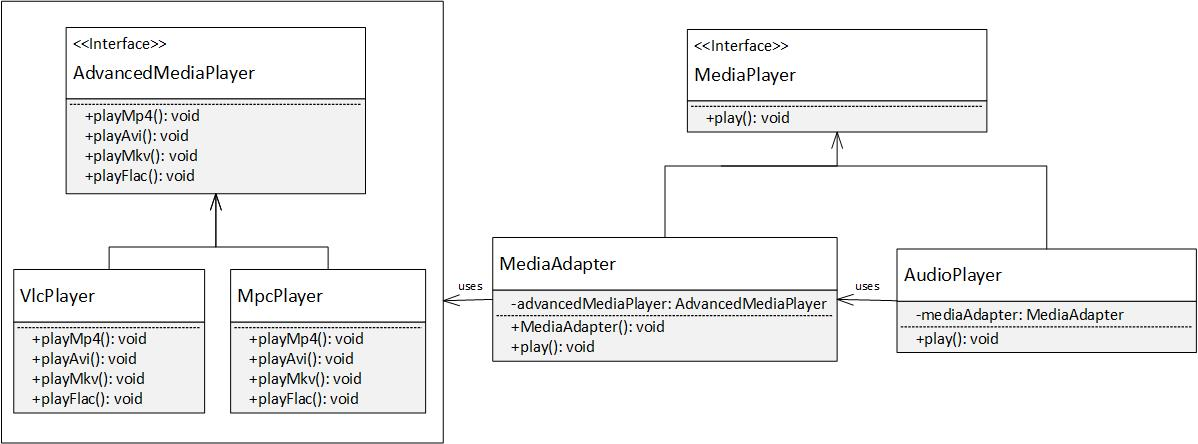 <<Interface>>
AdvancedMediaPlayer
+playMp4(): void
+playAvi(): void
+playMkv(): void
+playFlac(): void
VlcPlayer
+playMp4(): void
+playAvi(): void
+playMkv(): void
+playFlac(): void
MpcPlayer
+playMp4(): void
+playAvi(): void
+playMkv(): void
+playFlac(): void
uses
<<Interface>>
MediaPlayer
+play(): void
MediaAdapter
-advancedMediaPlayer: AdvancedMediaPlayer
+MediaAdapter(): void
+play(): void
uses
AudioPlayer
-mediaAdapter: MediaAdapter
+play(): void